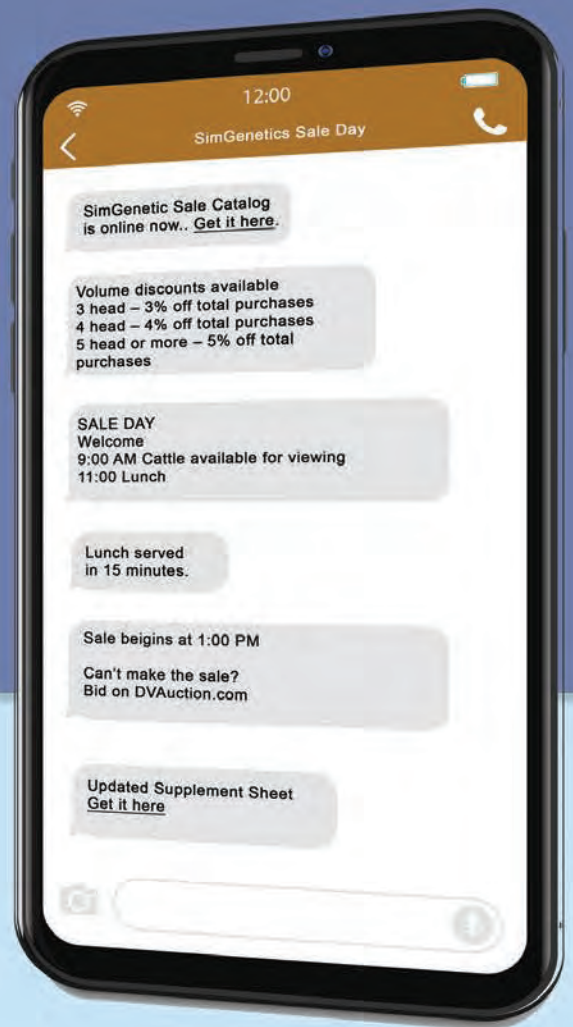 12:00
SimGenetics Sale Day
SimGenetic Sale Catalog
is online now.. Get it here.
Volume discounts available
3 head – 3% off total purchases
4 head – 4% off total purchases
5 head or more – 5% off total
purchases
SALE DAY
Welcome
9:00 AM Cattle available for viewing
11:00 Lunch
Lunch served
in 15 minutes.
Sale beigins at 1:00 PM
Can't make the sale?
Bid on DVAuction.com
Updated Supplement Sheet
Get it here